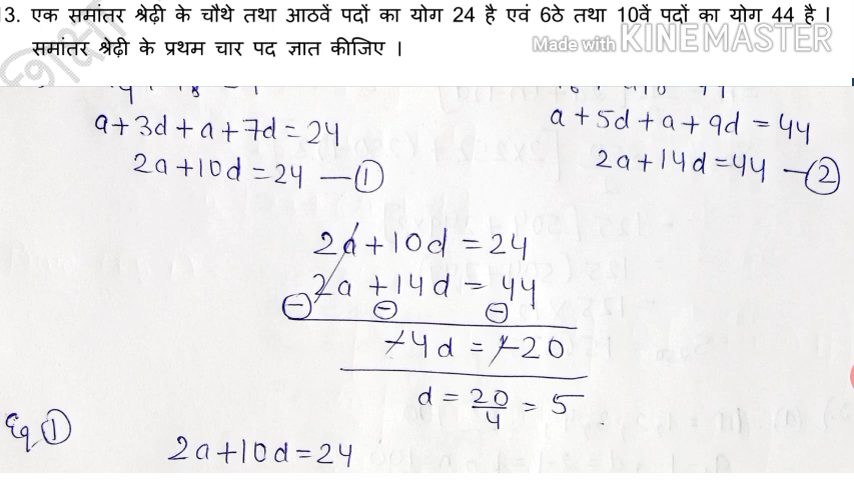 13. एक समांतर श्रेढ़ी के चौथे तथा आठवें पदों का योग 24 है एवं 6ठे तथा 10वें पदों का योग 44 है ।
समांतर श्रेढ़ी के प्रथम चार पद ज्ञात कीजिए ।
Made with KINEMASTER
a+3d+a+7d=24
2a+10d=24 —①
a+5d+a+9d=44
2a+14d=44 —②
2a+10d=24
2a+14d=44
⊖ ⊖ ⊖
-4d=-20
d=20/4=5
Eq ①
2a+10d=24